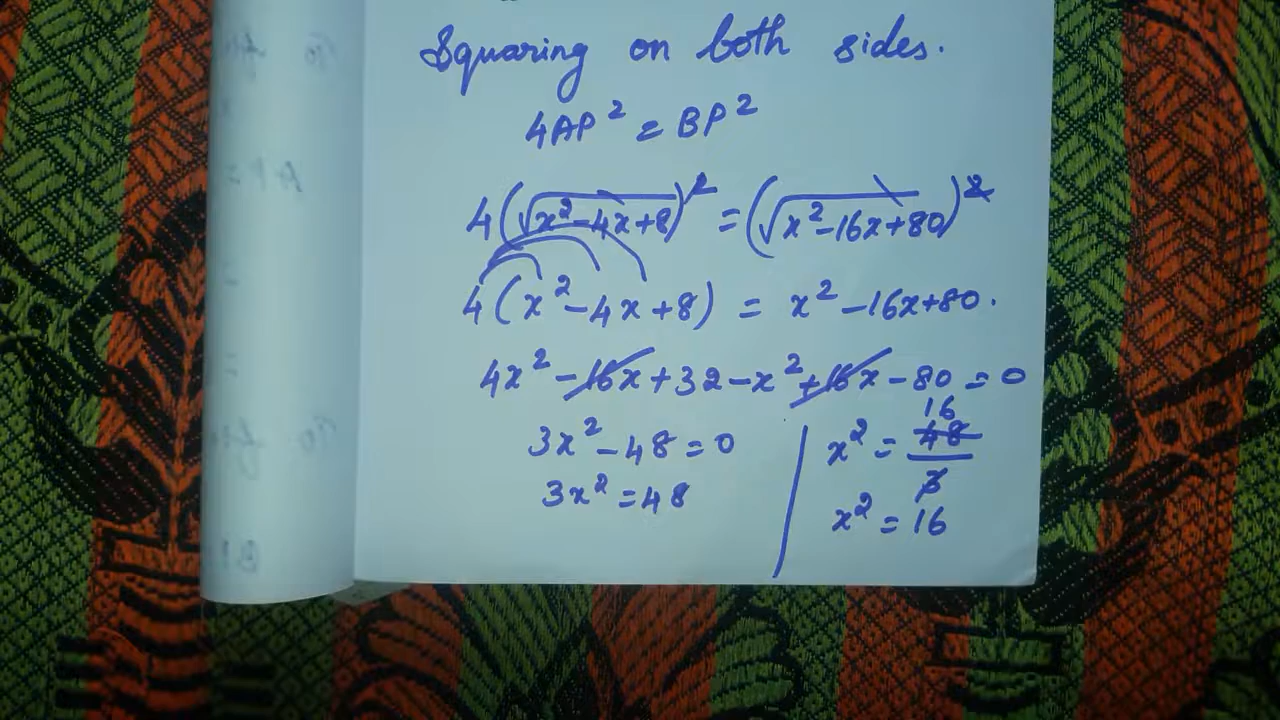 Squaring on both sides.
4AP² = BP²
4(√x²-4x+8)² = (√x²-16x+80)²
4(x²-4x+8) = x²-16x+80.
4x²-16x+32-x²+16x-80=0
3x²-48=0
3x²=48
x² = 48/3 16
x² = 16